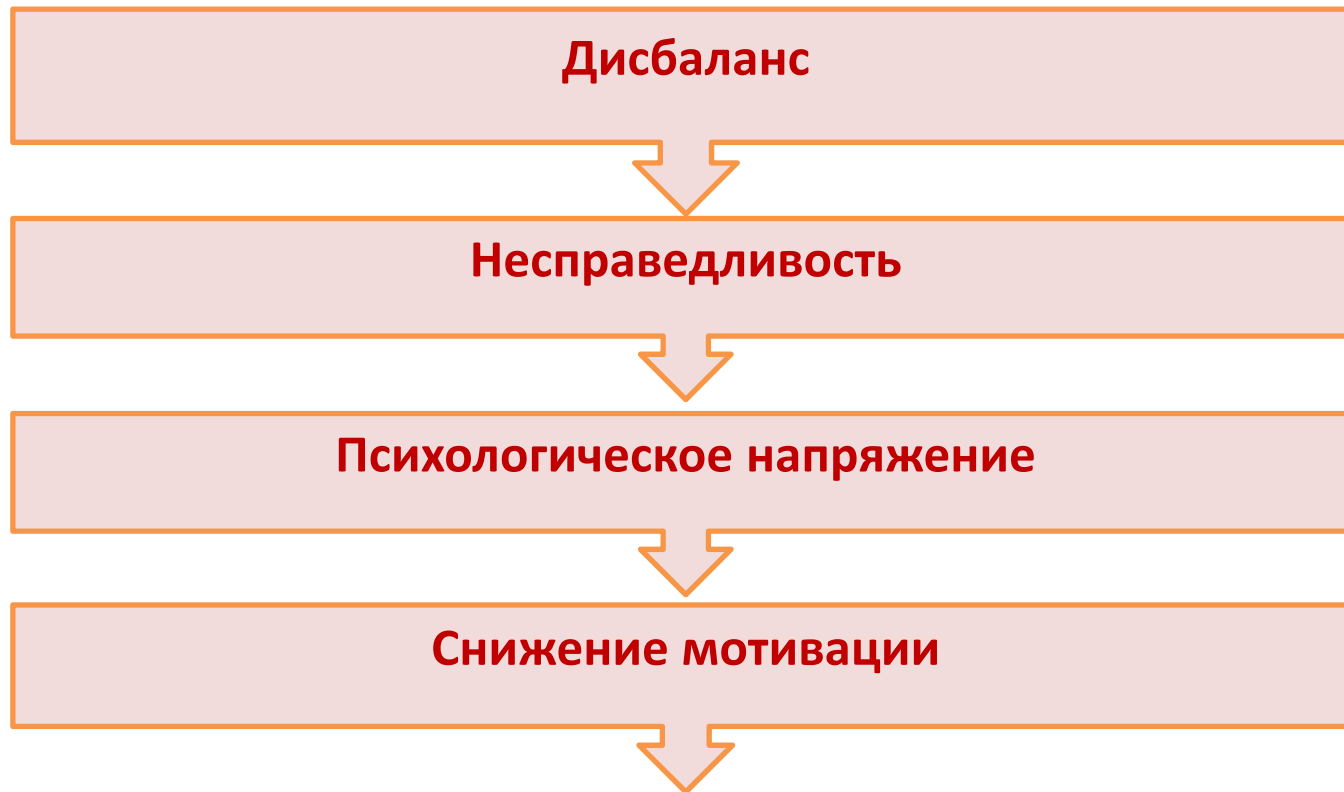 Дисбаланс
Несправедливость
Психологическое напряжение
Снижение мотивации